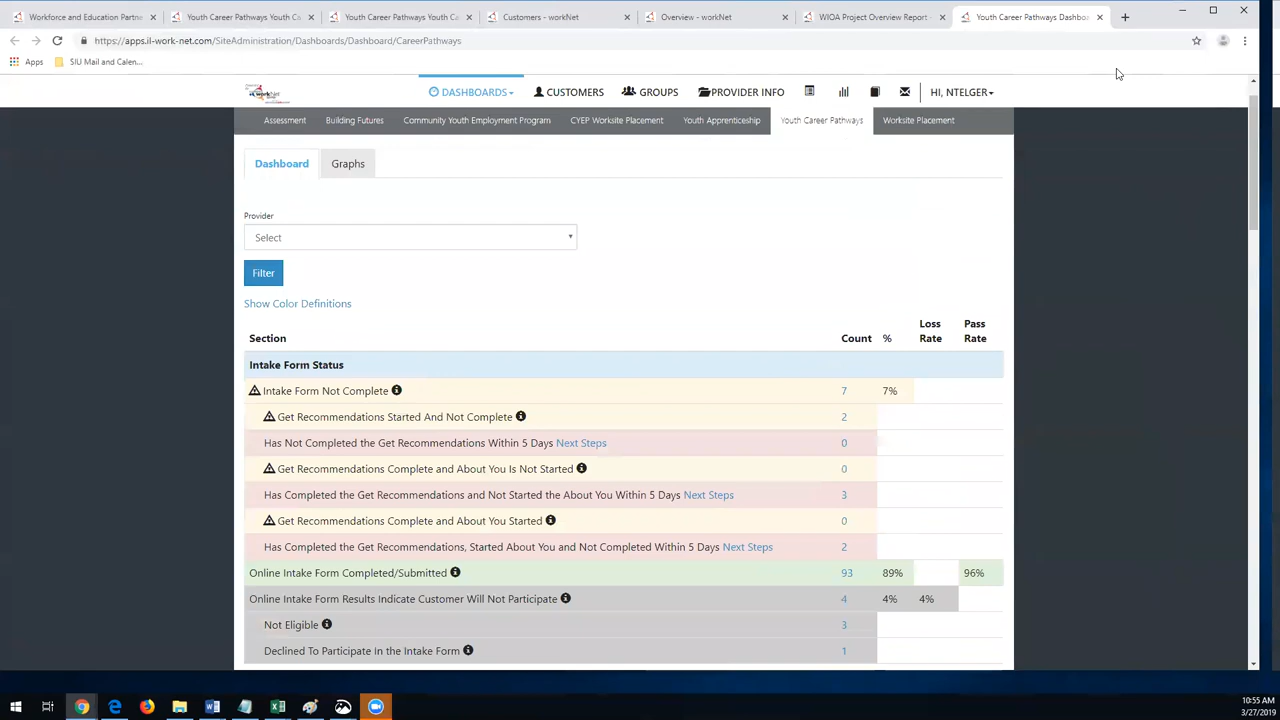 Workforce and Education Partne
Youth Career Pathways Youth Ca
Youth Career Pathways Youth Ca
Customers - workNet
Overview - workNet
WIOA Project Overview Report -
Youth Career Pathways Dashboa
https://apps.il-work-net.com/SiteAdministration/Dashboards/Dashboard/CareerPathways
Apps
SIU Mail and Calen...
DASHBOARDS
CUSTOMERS
GROUPS
PROVIDER INFO
HI, NTELGER
Assessment
Building Futures
Community Youth Employment Program
CYEP Worksite Placement
Youth Apprenticeship
Youth Career Pathways
Worksite Placement
Dashboard
Graphs
Provider
Select
Filter
Show Color Definitions
Section Count % Loss Rate Pass Rate
Intake Form Status
Intake Form Not Complete 7 7%
Get Recommendations Started And Not Complete 2
Has Not Completed the Get Recommendations Within 5 Days Next Steps 0
Get Recommendations Complete and About You Is Not Started 0
Has Completed the Get Recommendations and Not Started the About You Within 5 Days Next Steps 3
Get Recommendations Complete and About You Started 0
Has Completed the Get Recommendations, Started About You and Not Completed Within 5 Days Next Steps 2
Online Intake Form Completed/Submitted 93 89% 96%
Online Intake Form Results Indicate Customer Will Not Participate 4 4% 4%
Not Eligible 3
Declined To Participate In the Intake Form 1
10:55 AM
3/27/2019